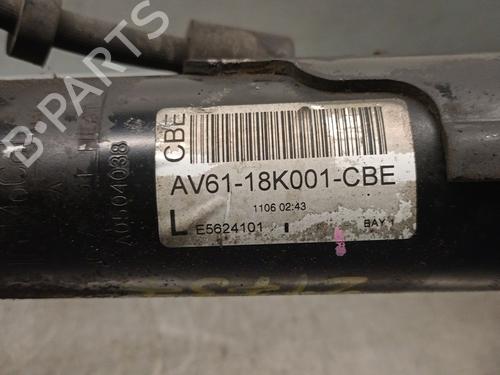 CBE
AV61-18K001-CBE
1106 02:43
L E5624101 BAY
A0504038
B-PARTS